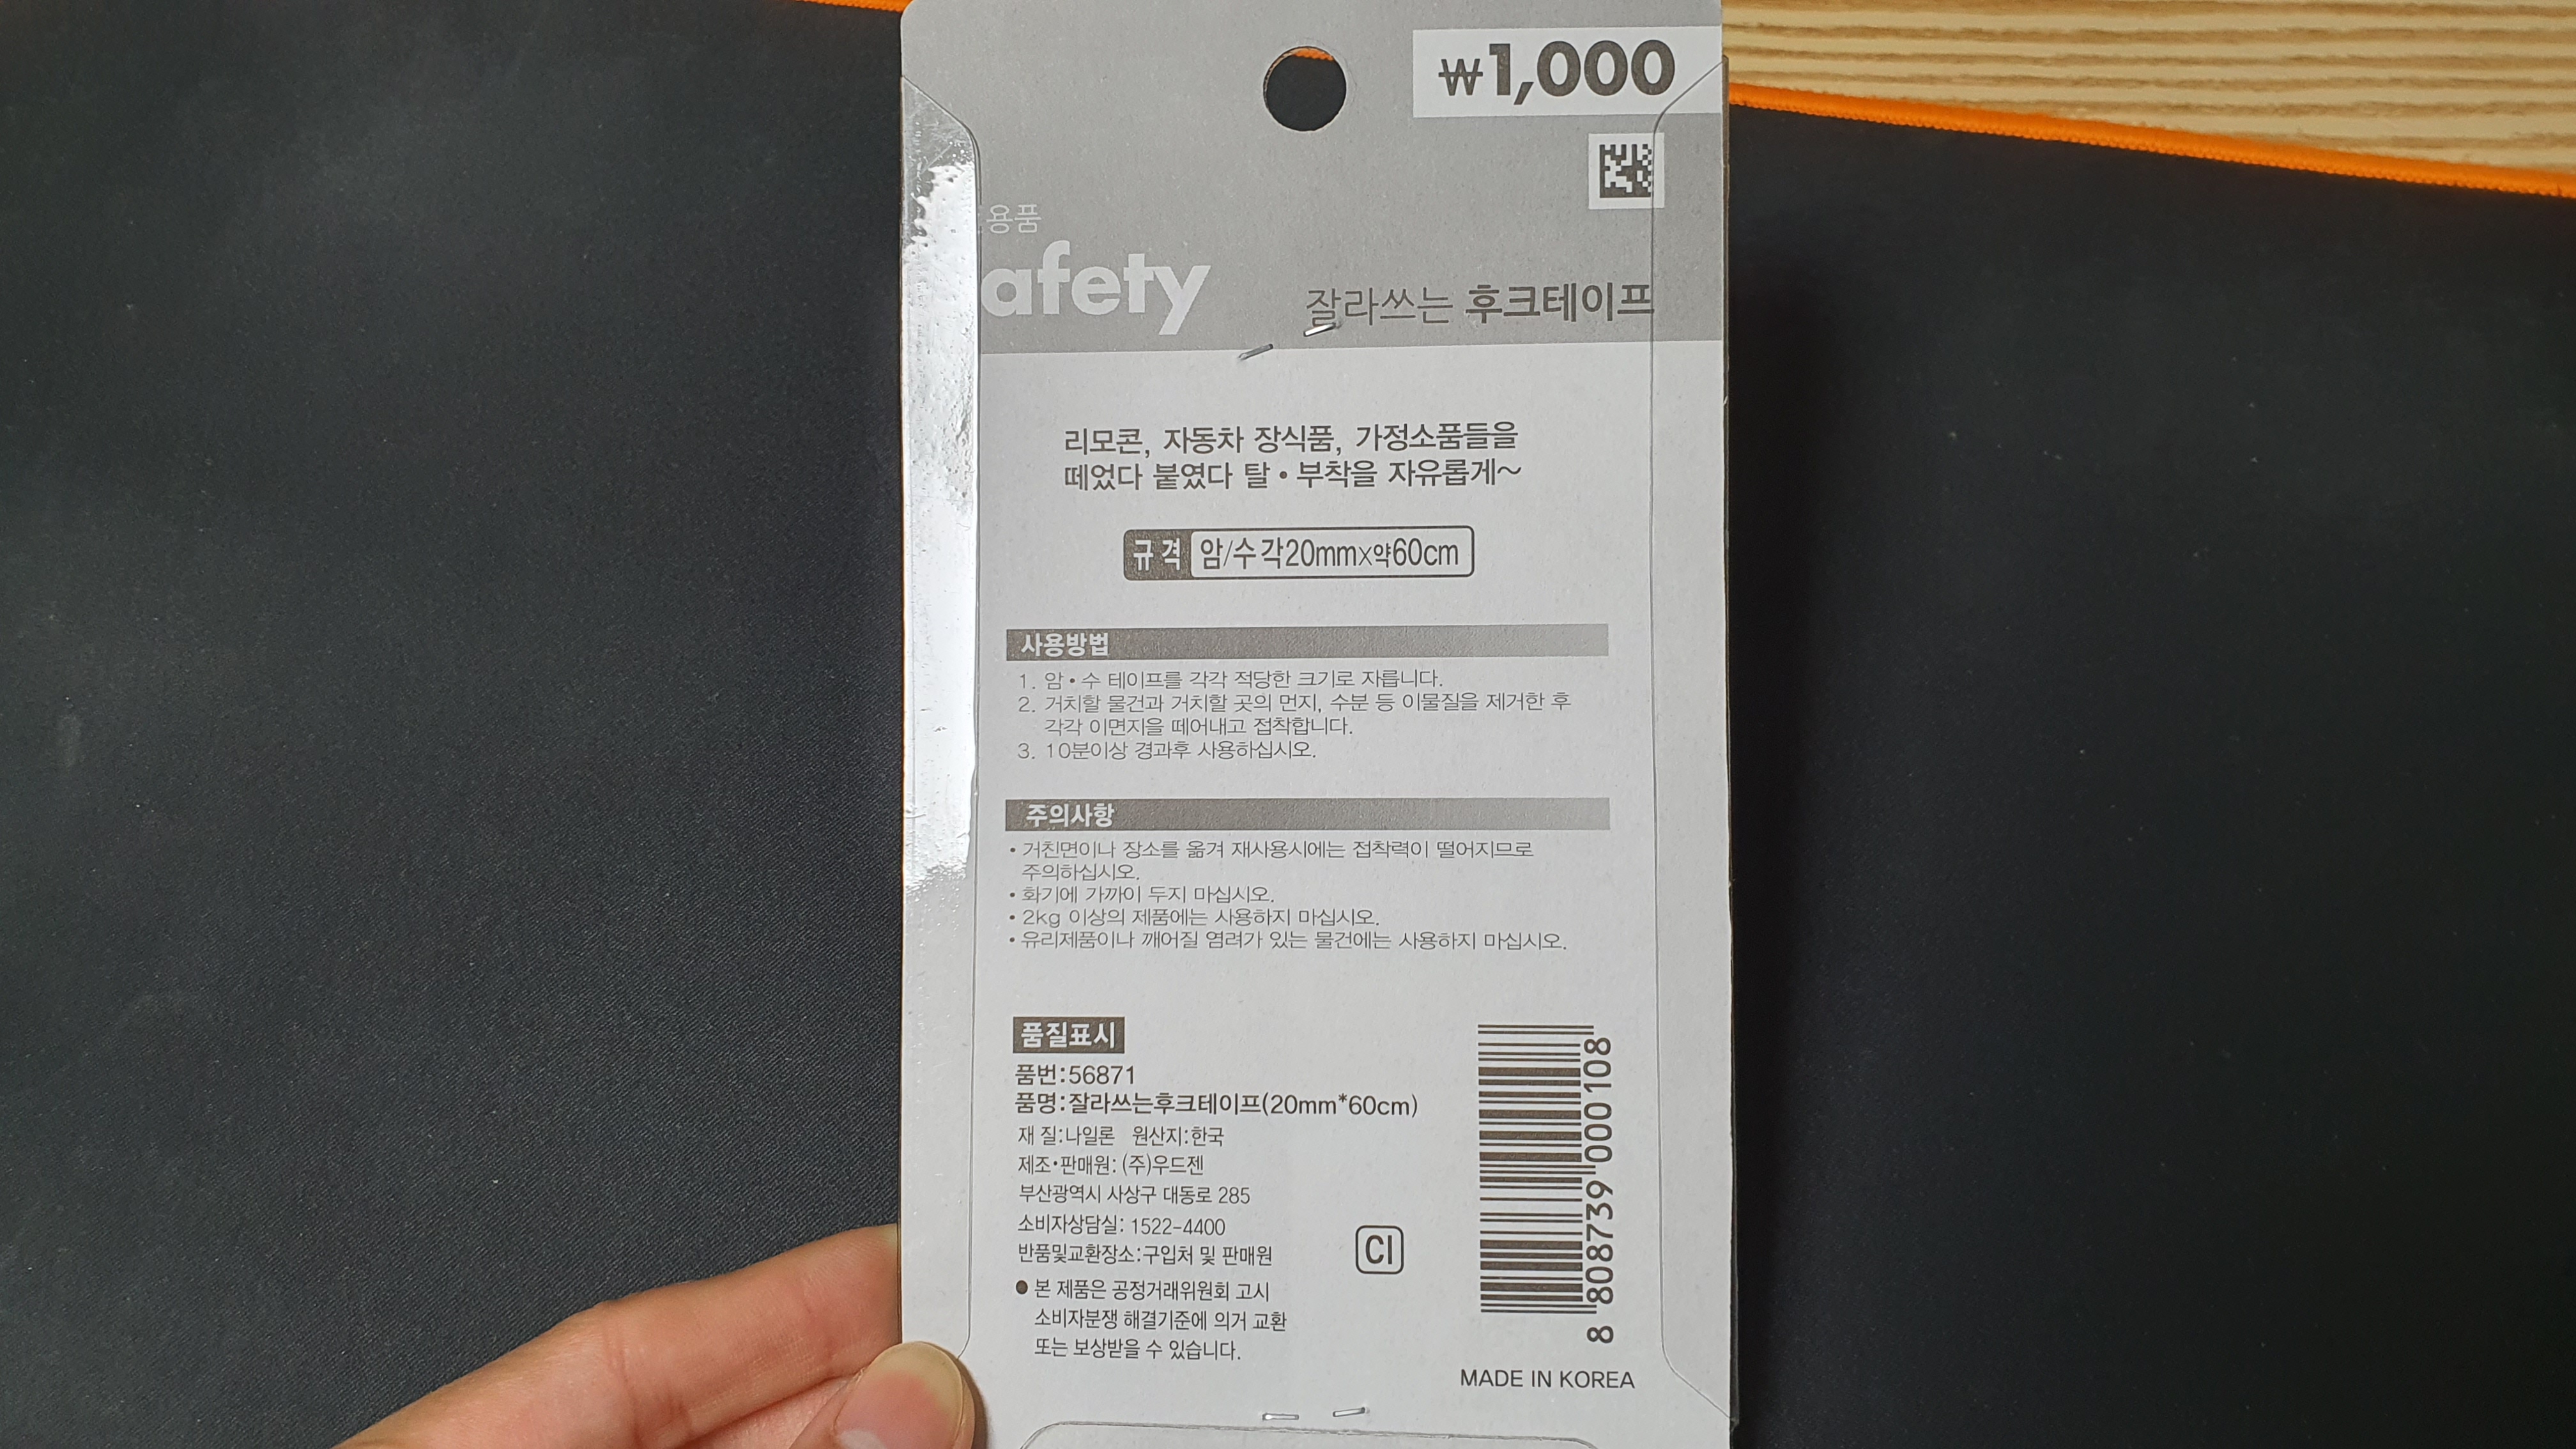 ₩1,000
용품
afety
잘라쓰는 후크테이프
리모콘, 자동차 장식품, 가정소품들을
떼었다 붙였다 탈•부착을 자유롭게~
규격 암/수 각20mm×약60cm
사용방법
1. 암•수 테이프를 각각 적당한 크기로 자릅니다.
2. 거치할 물건과 거치할 곳의 먼지, 수분 등 이물질을 제거한 후
각각 이면지을 떼어내고 접착합니다.
3. 10분이상 경과후 사용하십시오.
주의사항
• 거친면이나 장소를 옮겨 재사용시에는 접착력이 떨어지므로
주의하십시오.
• 화기에 가까이 두지 마십시오.
• 2kg 이상의 제품에는 사용하지 마십시오.
• 유리제품이나 깨어질 염려가 있는 물건에는 사용하지 마십시오.
품질표시
품번:56871
품명:잘라쓰는후크테이프(20mm*60cm)
재 질:나일론 원산지:한국
제조•판매원: (주)우드젠
부산광역시 사상구 대동로 285
소비자상담실: 1522-4400
반품및교환장소:구입처 및 판매원
CI
● 본 제품은 공정거래위원회 고시
소비자분쟁 해결기준에 의거 교환
또는 보상받을 수 있습니다.
8 808739 000108
MADE IN KOREA